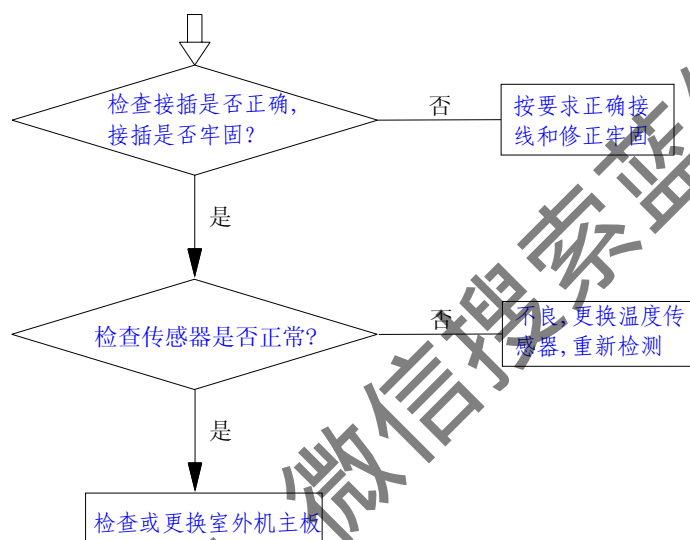 检查接插是否正确,
接插是否牢固?
否
按要求正确接
线和修正牢固
是
检查传感器是否正常?
否
不良,更换温度传
感器,重新检测
是
检查或更换室外机主板
微信搜索蓝